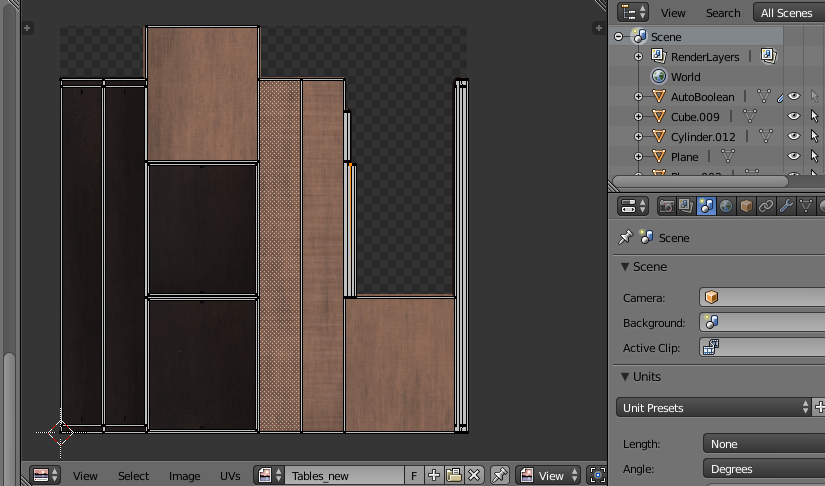 View Search All Scenes
Scene
RenderLayers
World
AutoBoolean
Cube.009
Cylinder.012
Plane
Scene
Scene
Camera:
Background:
Active Clip:
Units
Unit Presets
Length: None
Angle: Degrees
View Select Image UVs Tables_new F View